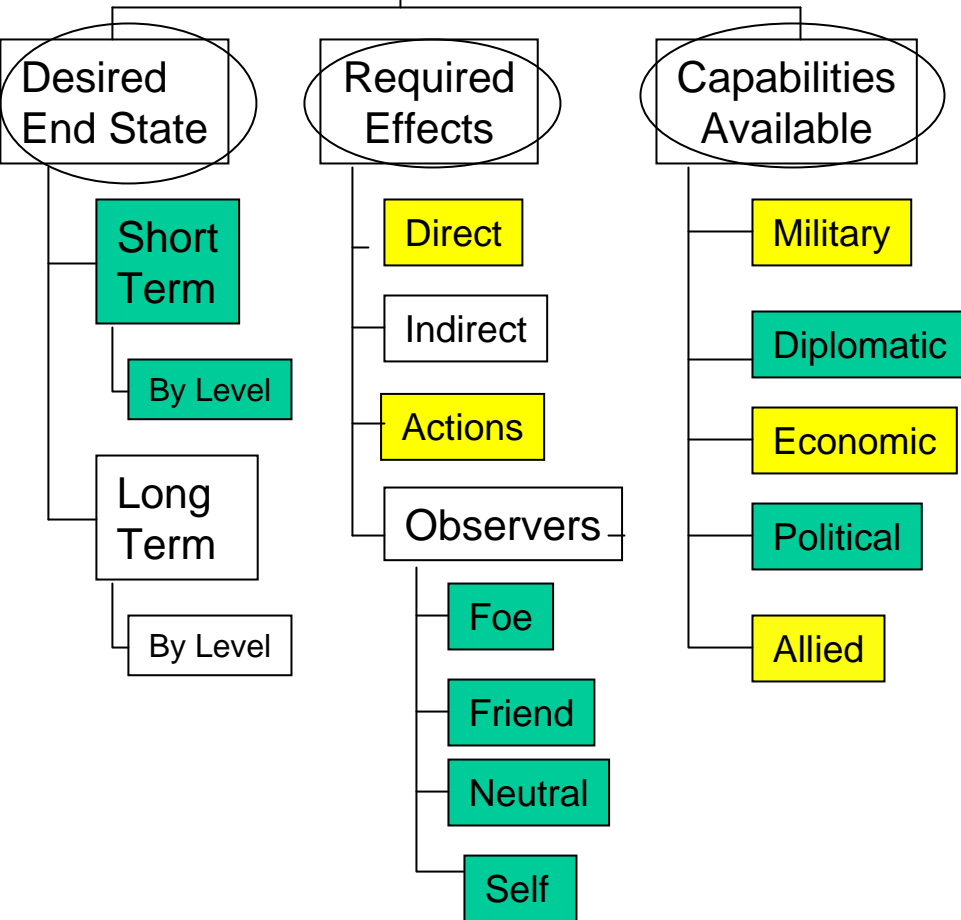 Desired
End State
Short
Term
By Level
Long
Term
By Level
Required
Effects
Direct
Indirect
Actions
Observers
Foe
Friend
Neutral
Self
Capabilities
Available
Military
Diplomatic
Economic
Political
Allied